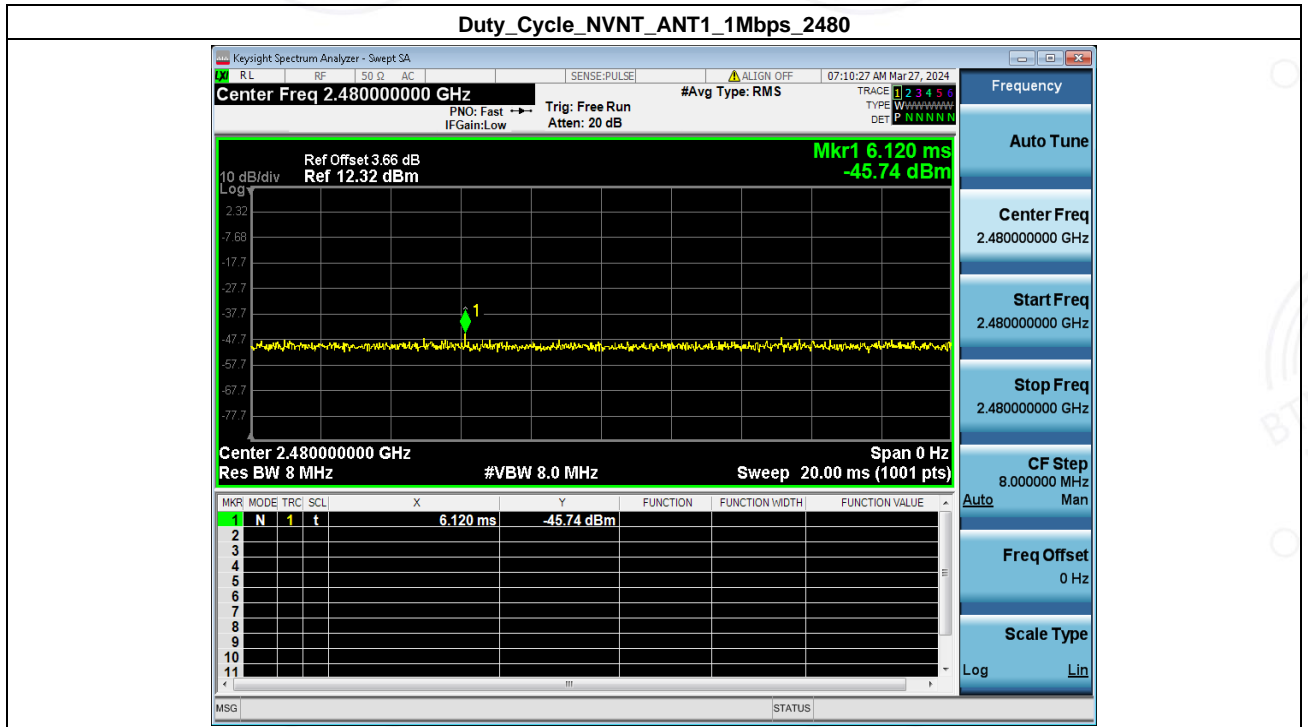 Duty_Cycle_NVNT_ANT1_1Mbps_2480
Keysight Spectrum Analyzer - Swept SA
LXI RL RF 50 Ω AC SENSE:PULSE ALIGN OFF 07:10:27 AM Mar 27, 2024
Center Freq 2.480000000 GHz
PNO: Fast
IFGain:Low
Trig: Free Run
Atten: 20 dB
#Avg Type: RMS
TRACE 1 2 3 4 5 6
TYPE WWWWWW
DET P N N N N N
Mkr1 6.120 ms
-45.74 dBm
Ref Offset 3.66 dB
10 dB/div Ref 12.32 dBm
Log
2.32
-7.68
-17.7
-27.7
-37.7
-47.7
-57.7
-67.7
-77.7
1
Center 2.480000000 GHz Span 0 Hz
Res BW 8 MHz #VBW 8.0 MHz Sweep 20.00 ms (1001 pts)
MKR MODE TRC SCL X Y FUNCTION FUNCTION WIDTH FUNCTION VALUE
1 N 1 t 6.120 ms -45.74 dBm
2
3
4
5
6
7
8
9
10
11
MSG STATUS
Frequency
Auto Tune
Center Freq
2.480000000 GHz
Start Freq
2.480000000 GHz
Stop Freq
2.480000000 GHz
CF Step
8.000000 MHz
Auto Man
Freq Offset
0 Hz
Scale Type
Log Lin